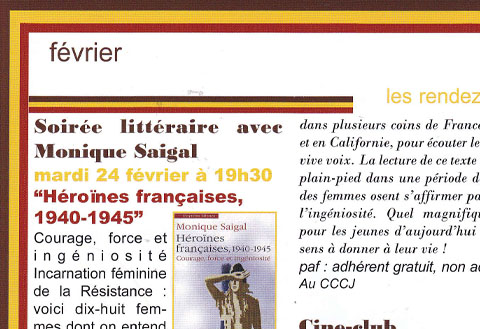 février
les rendez
Soirée littéraire avec
Monique Saigal
mardi 24 février à 19h30
“Héroïnes françaises,
1940-1945”
Courage, force et
ingéniosité
Incarnation féminine
de la Résistance :
voici dix-huit fem-
mes dont on entend
Monique Saigal
Héroïnes
françaises, 1940-1945
Courage, force et ingéniosité
dans plusieurs coins de France
et en Californie, pour écouter le
vive voix. La lecture de ce texte
plain-pied dans une période d
des femmes osent s’affirmer pa
l’ingéniosité. Quel magnifiq
pour les jeunes d’aujourd’hui
sens à donner à leur vie !
paf : adhérent gratuit, non a
Au CCCJ
Cine-club